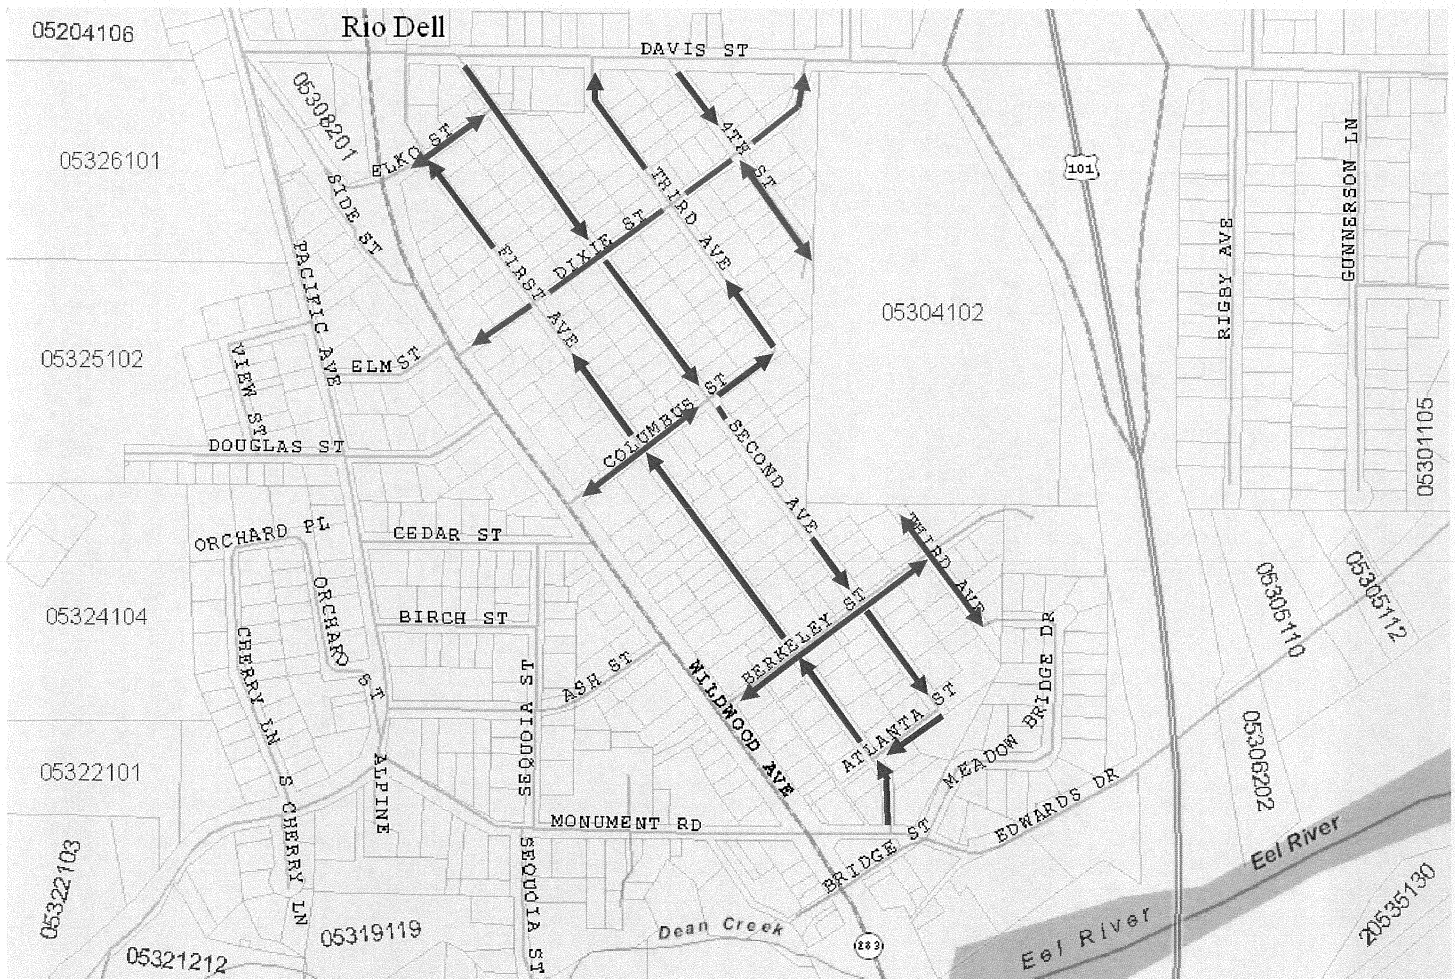 Rio Dell
05204106
DAVIS ST
05308201
05326101
ELKO ST
4TH ST
101
GUNNERSON LN
SIDE ST
THIRD AVE
RIGBY AVE
PACIFIC AVE
FIRST AVE
DIXIE ST
05304102
05325102
VIEW ST
ELM ST
COLUMBUS ST
SECOND AVE
05301105
DOUGLAS ST
ORCHARD PL
CEDAR ST
THIRD AVE
05305110
05305112
05324104
ORCHARD ST
BIRCH ST
BERKELEY ST
CHERRY LN
SEQUOIA ST
ASH ST
WILDWOOD AVE
MEADOW BRIDGE DR
ATLANTA ST
05306202
05322101
ALPINE
S CHERRY LN
MONUMENT RD
BRIDGE ST
EDWARDS DR
Eel River
05322103
SEQUOIA ST
05319119
Dean Creek
283
Eel River
20535130
05321212